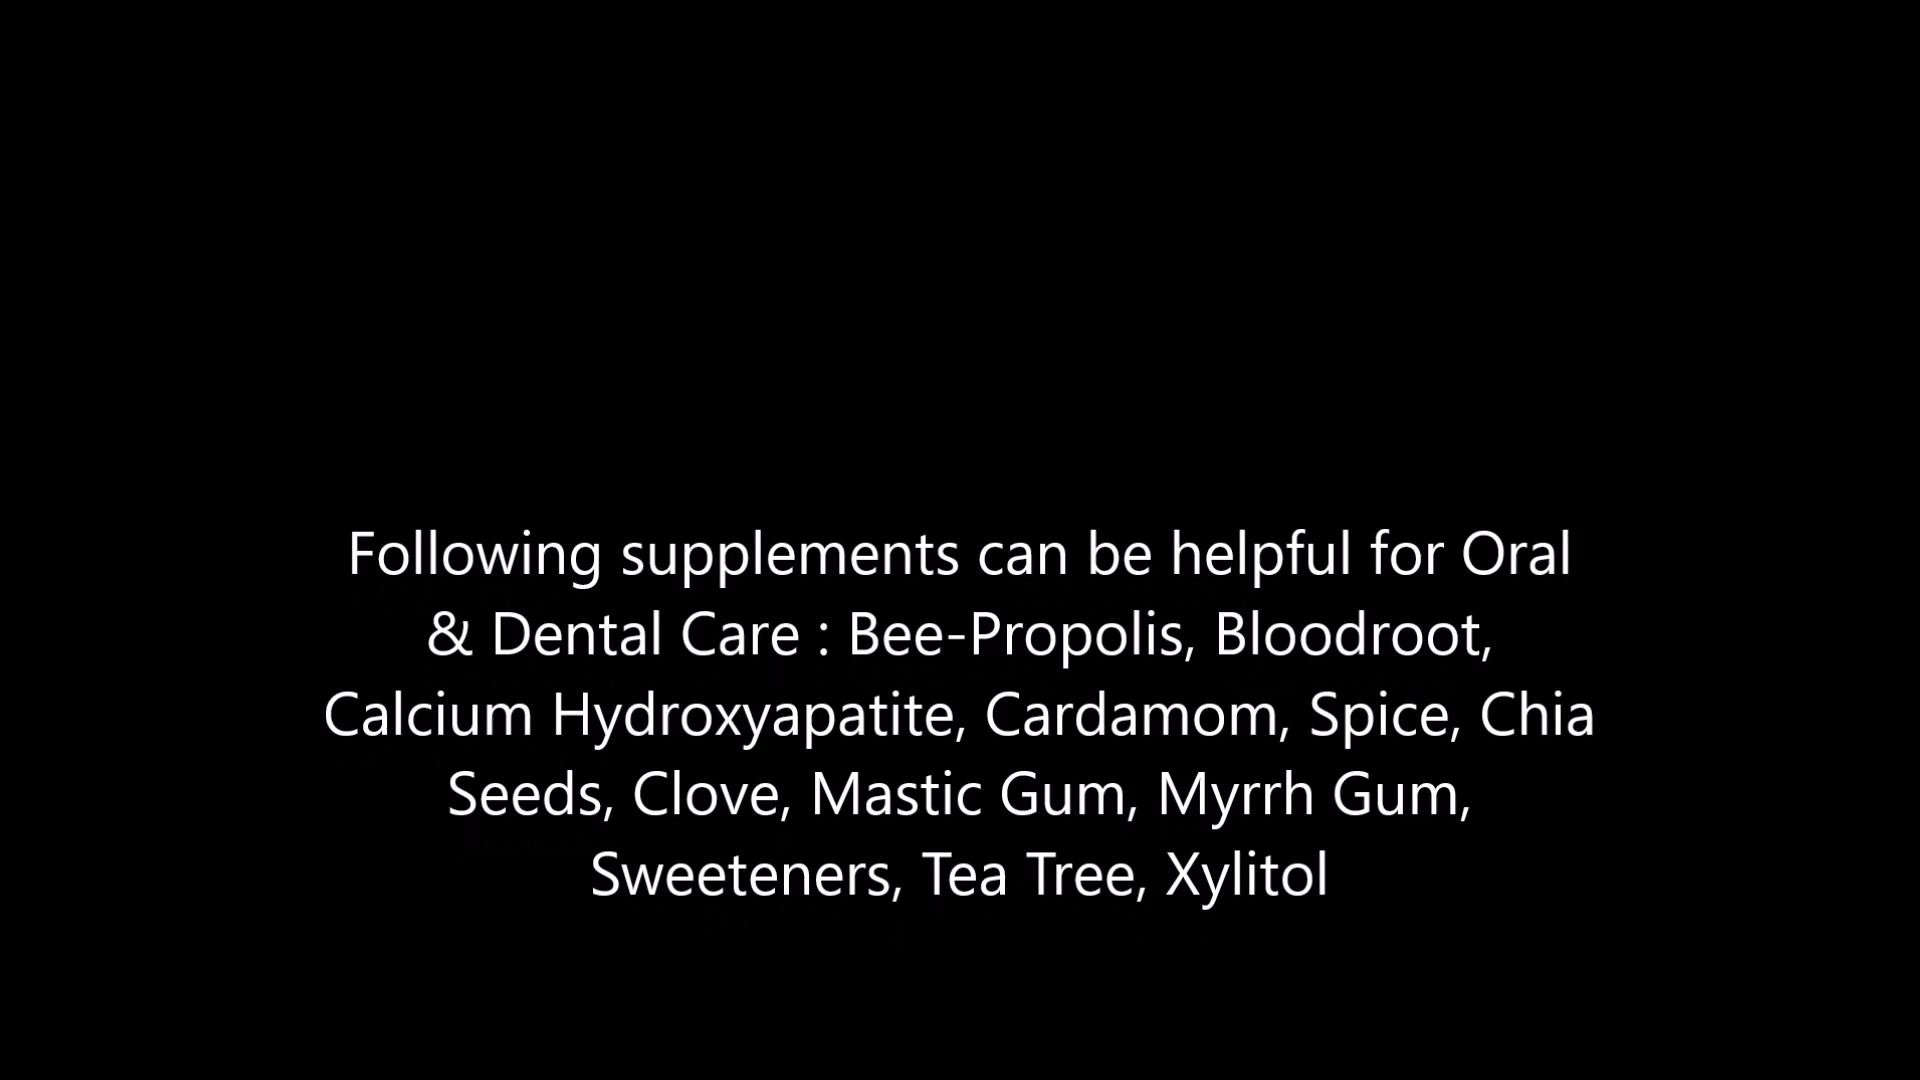 Following supplements can be helpful for Oral
& Dental Care : Bee-Propolis, Bloodroot,
Calcium Hydroxyapatite, Cardamom, Spice, Chia
Seeds, Clove, Mastic Gum, Myrrh Gum,
Sweeteners, Tea Tree, Xylitol